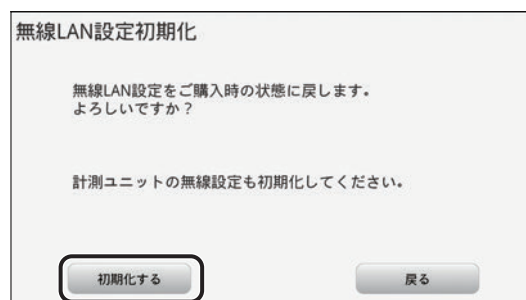 無線LAN設定初期化
無線LAN設定をご購入時の状態に戻します。
よろしいですか？
計測ユニットの無線設定も初期化してください。
初期化する
戻る